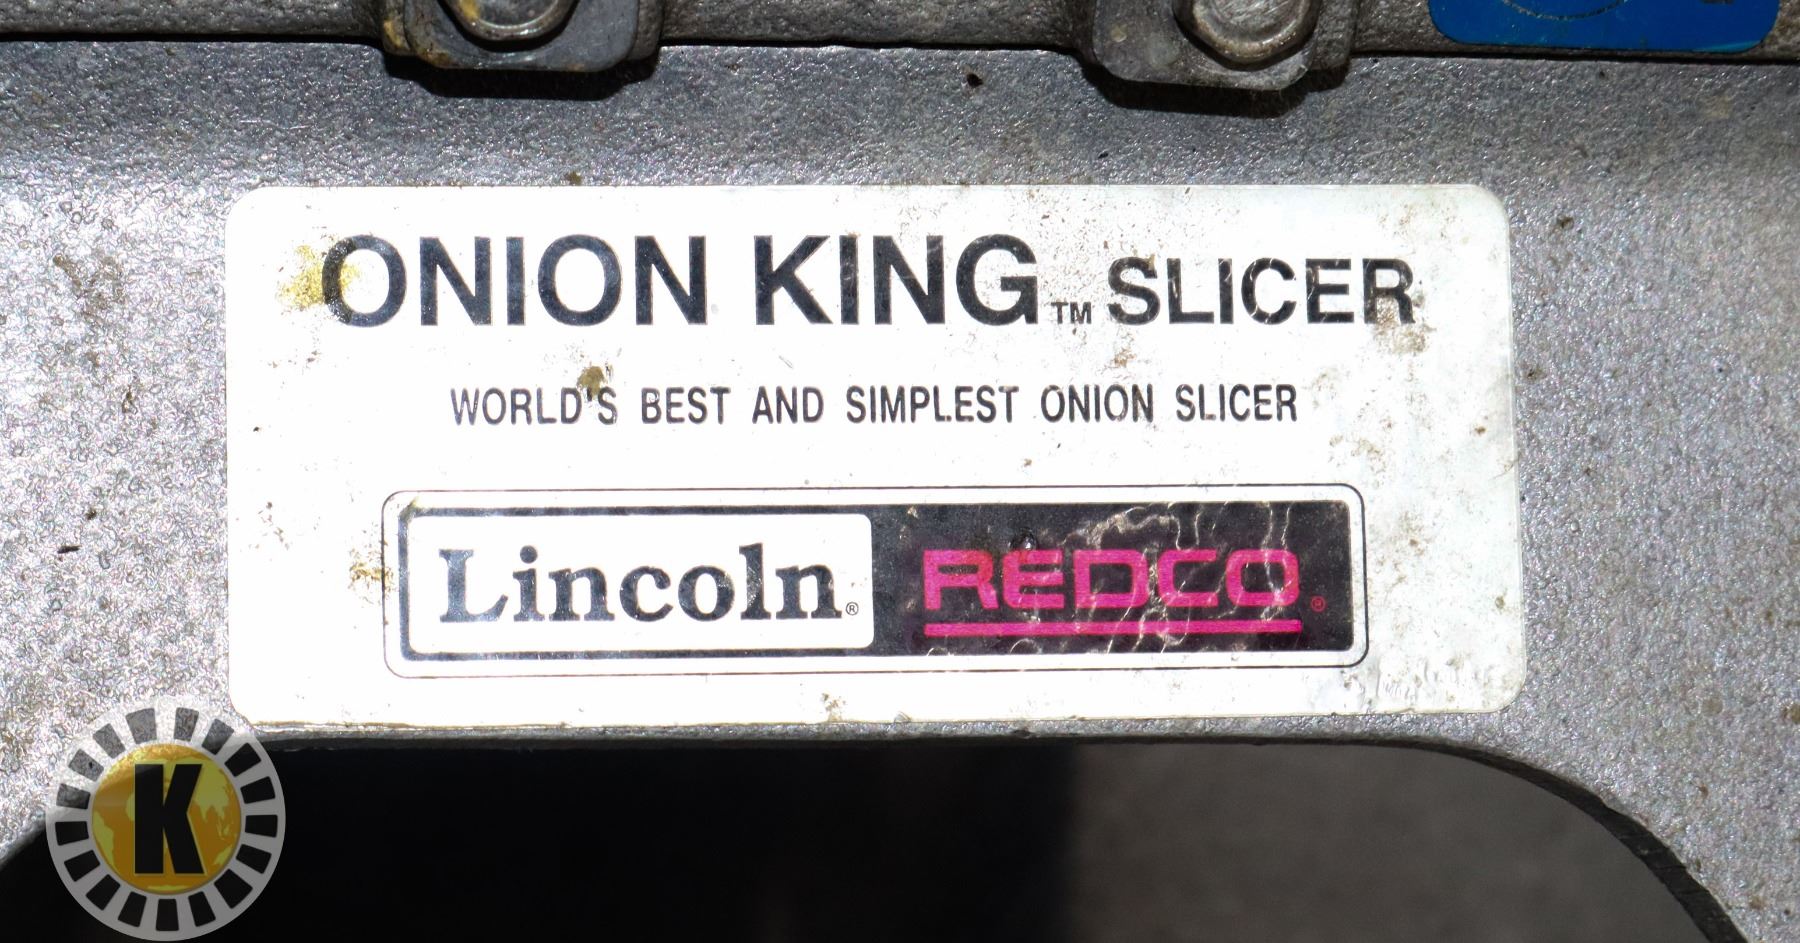 ONION KING™ SLICER
WORLD'S BEST AND SIMPLEST ONION SLICER
Lincoln® REDCO®
K